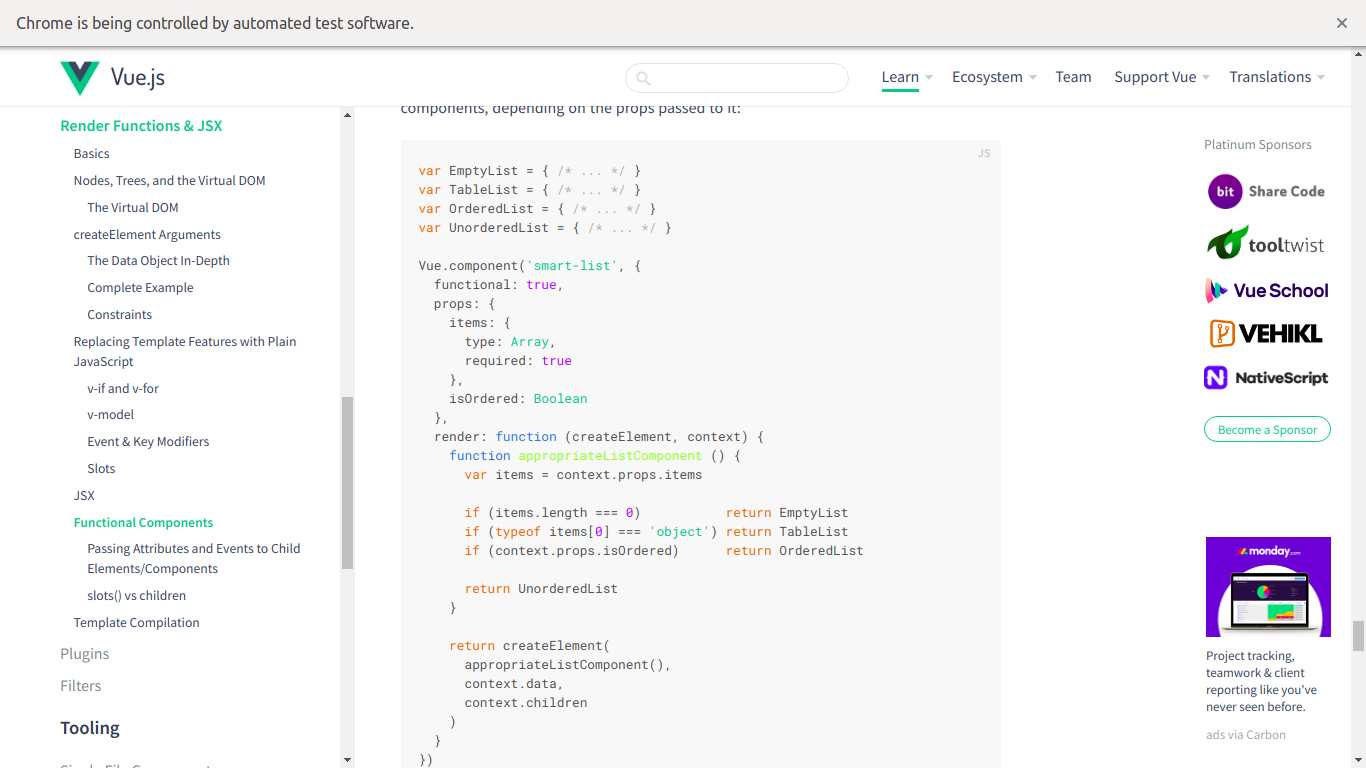 Chrome is being controlled by automated test software.
Vue.js
Learn
Ecosystem
Team
Support Vue
Translations
Render Functions & JSX
Basics
Nodes, Trees, and the Virtual DOM
The Virtual DOM
createElement Arguments
The Data Object In-Depth
Complete Example
Constraints
Replacing Template Features with Plain
JavaScript
v-if and v-for
v-model
Event & Key Modifiers
Slots
JSX
Functional Components
Passing Attributes and Events to Child
Elements/Components
slots() vs children
Template Compilation
Plugins
Filters
Tooling
components, depending on the props passed to it:
JS
var EmptyList = { /* ... */ }
var TableList = { /* ... */ }
var OrderedList = { /* ... */ }
var UnorderedList = { /* ... */ }
Vue.component('smart-list', {
functional: true,
props: {
items: {
type: Array,
required: true
},
isOrdered: Boolean
},
render: function (createElement, context) {
function appropriateListComponent () {
var items = context.props.items
if (items.length === 0) return EmptyList
if (typeof items[0] === 'object') return TableList
if (context.props.isOrdered) return OrderedList
return UnorderedList
}
return createElement(
appropriateListComponent(),
context.data,
context.children
)
}
})
Platinum Sponsors
bit Share Code
tooltwist
Vue School
VEHIKL
NativeScript
Become a Sponsor
monday.com
Project tracking,
teamwork & client
reporting like you've
never seen before.
ads via Carbon